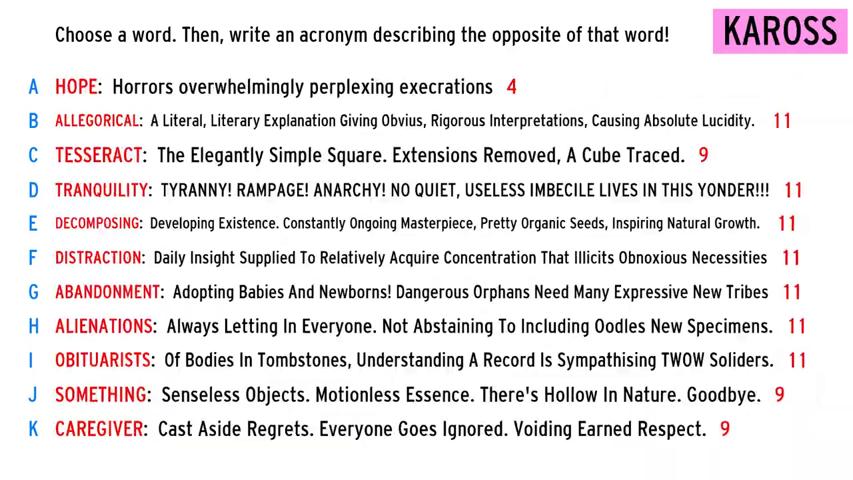 Choose a word. Then, write an acronym describing the opposite of that word!
KAROSS
A HOPE: Horrors overwhelmingly perplexing execrations 4
B ALLEGORICAL: A Literal, Literary Explanation Giving Obvius, Rigorous Interpretations, Causing Absolute Lucidity. 11
C TESSERACT: The Elegantly Simple Square. Extensions Removed, A Cube Traced. 9
D TRANQUILITY: TYRANNY! RAMPAGE! ANARCHY! NO QUIET, USELESS IMBECILE LIVES IN THIS YONDER!!! 11
E DECOMPOSING: Developing Existence. Constantly Ongoing Masterpiece, Pretty Organic Seeds, Inspiring Natural Growth. 11
F DISTRACTION: Daily Insight Supplied To Relatively Acquire Concentration That Illicits Obnoxious Necessities 11
G ABANDONMENT: Adopting Babies And Newborns! Dangerous Orphans Need Many Expressive New Tribes 11
H ALIENATIONS: Always Letting In Everyone. Not Abstaining To Including Oodles New Specimens. 11
I OBITUARISTS: Of Bodies In Tombstones, Understanding A Record Is Sympathising TWOW Soliders. 11
J SOMETHING: Senseless Objects. Motionless Essence. There's Hollow In Nature. Goodbye. 9
K CAREGIVER: Cast Aside Regrets. Everyone Goes Ignored. Voiding Earned Respect. 9